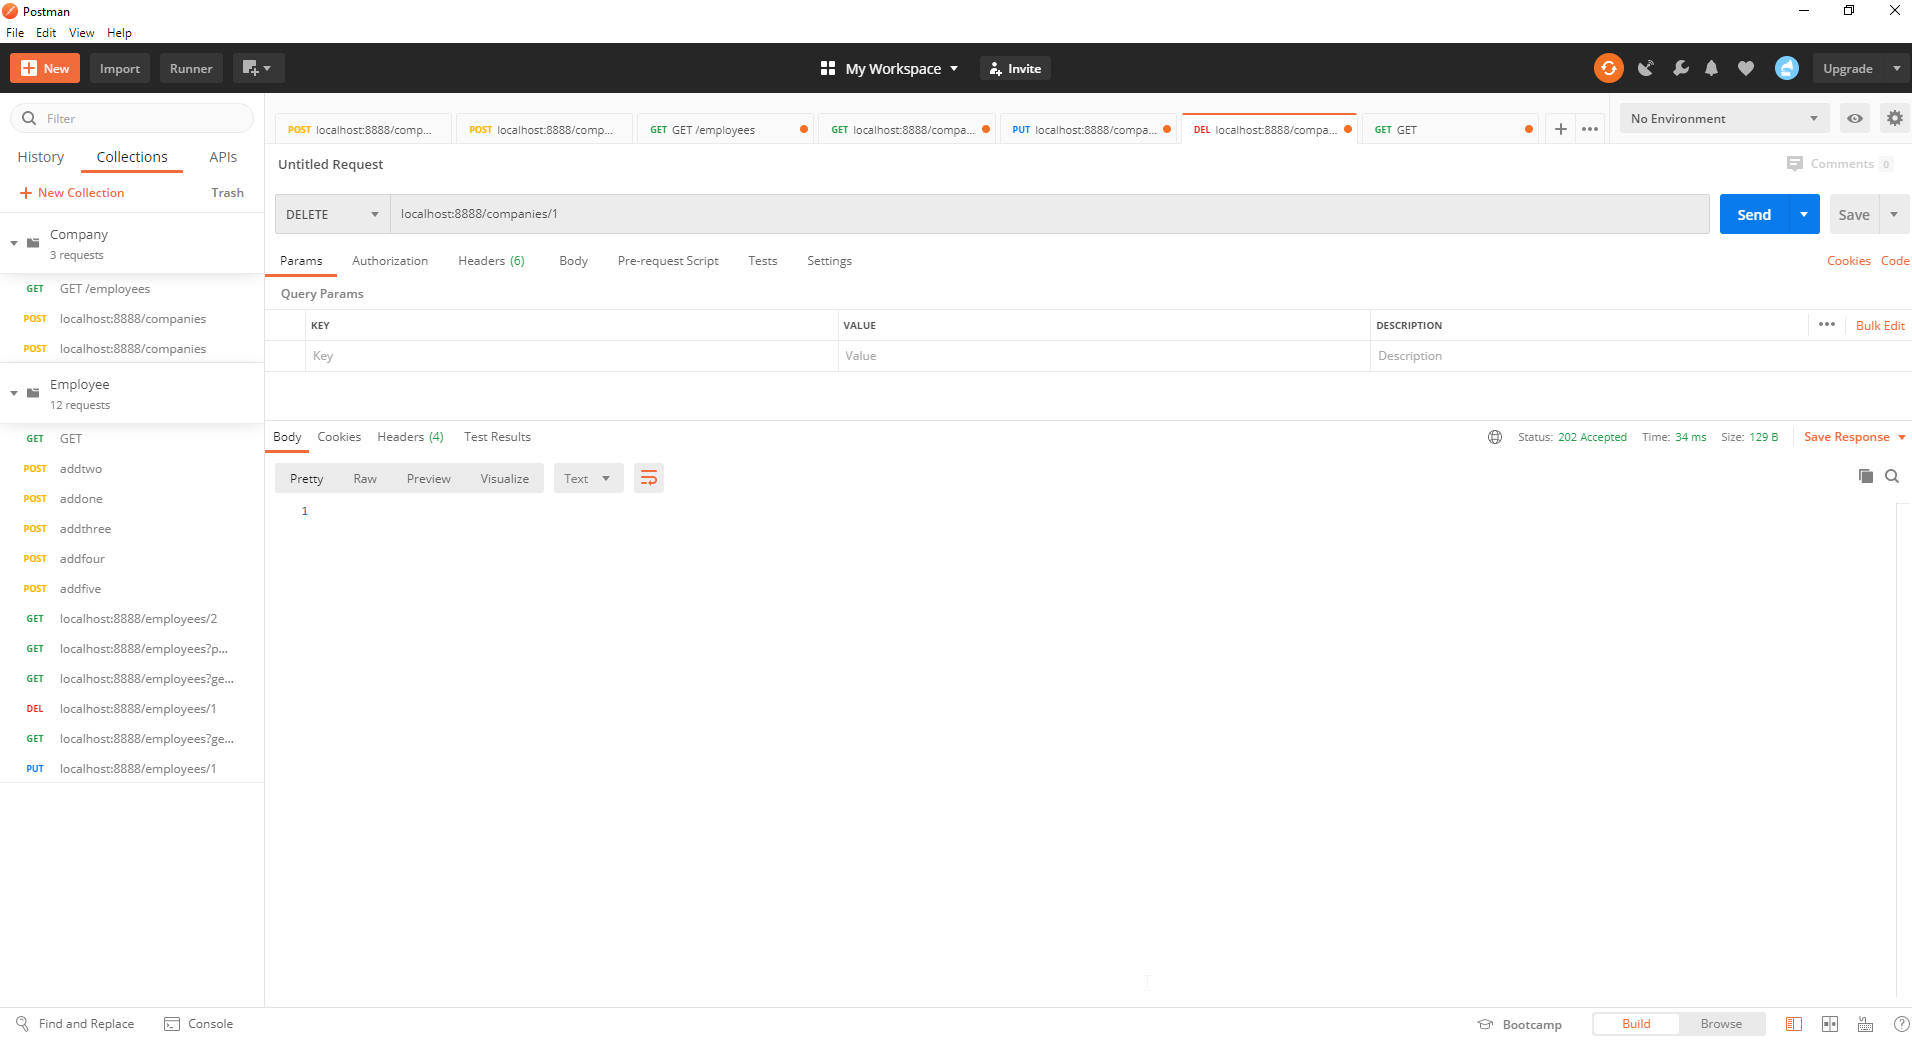 Postman
File Edit View Help
New Import Runner My Workspace Invite Upgrade
Filter
History Collections APIs
New Collection Trash
Company
3 requests
GET GET /employees
POST localhost:8888/companies
POST localhost:8888/companies
Employee
12 requests
GET GET
POST addtwo
POST addone
POST addthree
POST addfour
POST addfive
GET localhost:8888/employees/2
GET localhost:8888/employees?p...
GET localhost:8888/employees?ge...
DEL localhost:8888/employees/1
GET localhost:8888/employees?ge...
PUT localhost:8888/employees/1
POST localhost:8888/comp... POST localhost:8888/comp... GET GET /employees GET localhost:8888/compa... PUT localhost:8888/compa... DEL localhost:8888/compa... GET GET No Environment
Untitled Request Comments 0
DELETE localhost:8888/companies/1 Send Save
Params Authorization Headers (6) Body Pre-request Script Tests Settings Cookies Code
Query Params
KEY VALUE DESCRIPTION Bulk Edit
Key Value Description
Body Cookies Headers (4) Test Results Status: 202 Accepted Time: 34 ms Size: 129 B Save Response
Pretty Raw Preview Visualize Text
1
Find and Replace Console Bootcamp Build Browse